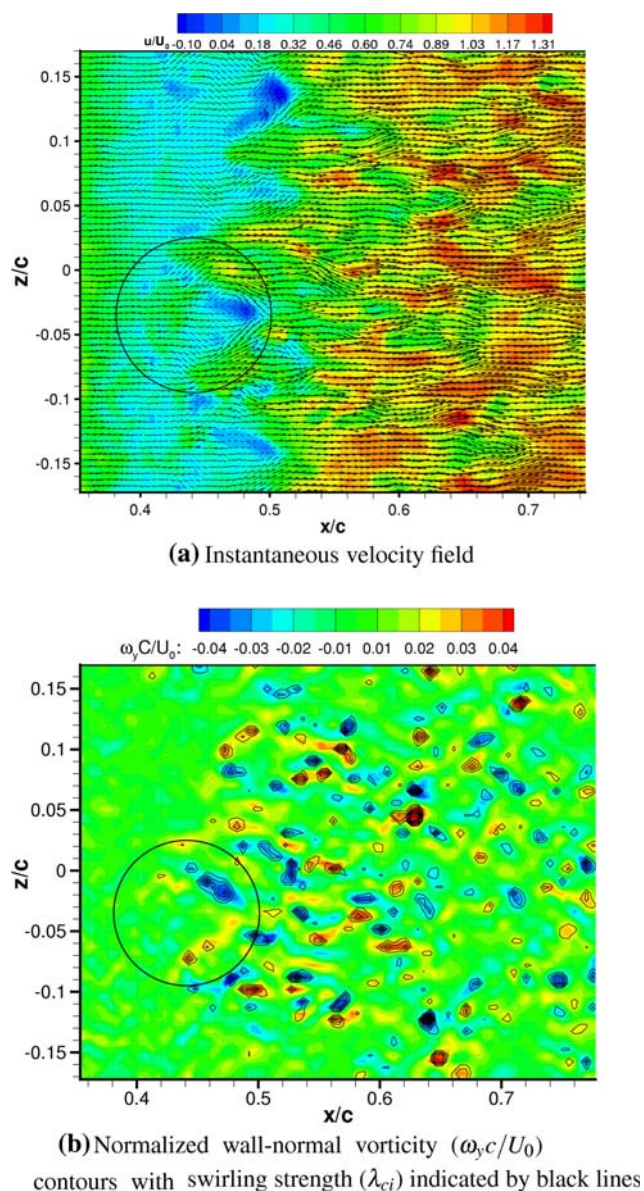 u/U₀
-0.10 0.04 0.18 0.32 0.46 0.60 0.74 0.89 1.03 1.17 1.31
0.15
0.1
0.05
0
-0.05
-0.1
-0.15
z/c
0.4 0.5 0.6 0.7
x/c
(a) Instantaneous velocity field
ω_yC/U₀: -0.04 -0.03 -0.02 -0.01 0.01 0.02 0.03 0.04
0.15
0.1
0.05
0
-0.05
-0.1
-0.15
z/c
0.4 0.5 0.6 0.7
x/c
(b) Normalized wall-normal vorticity (ω_yc/U₀)
contours with swirling strength (λ_ci) indicated by black lines